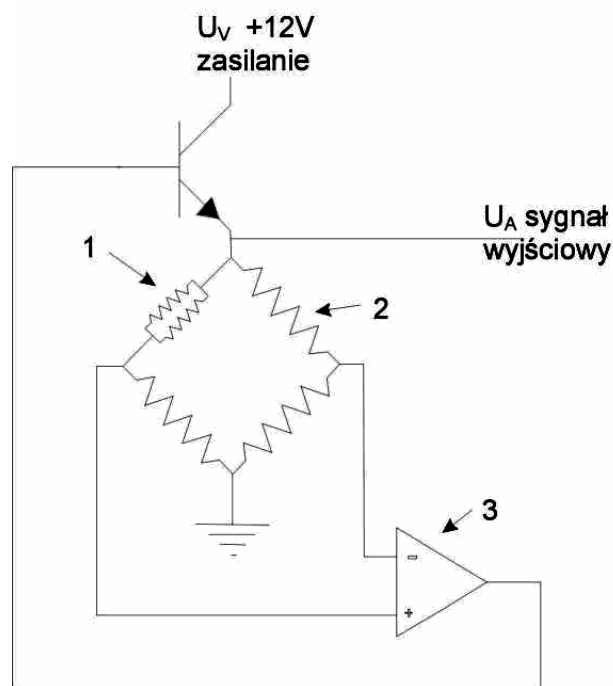 U_V +12V
zasilanie
U_A sygnał
wyjściowy
1
2
3
-
+